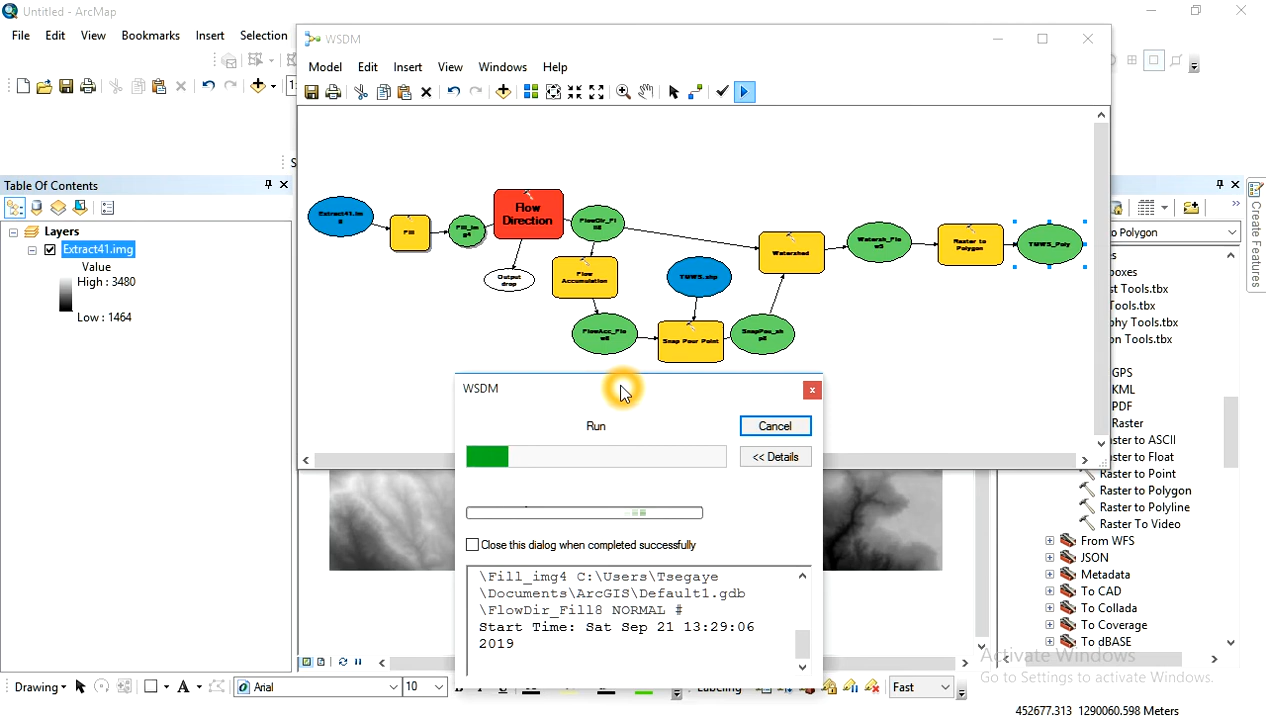 Untitled - ArcMap
File Edit View Bookmarks Insert Selection
WSDM
Model Edit Insert View Windows Help
Table Of Contents
Layers
Extract41.img
Value
High : 3480
Low : 1464
Fill
Flow
Direction
Output
drop
Flow
Accumulation
TUWS.shp
Snap Pour Point
Watershed
Raster to
Polygon
TUWS_Poly
WSDM
Run
Cancel
<< Details
Close this dialog when completed successfully
\Fill_img4 C:\Users\Tsegaye
\Documents\ArcGIS\Default1.gdb
\FlowDir_Fill8 NORMAL #
Start Time: Sat Sep 21 13:29:06
2019
o Polygon
Create Features
boxes
st Tools.tbx
Tools.tbx
phy Tools.tbx
on Tools.tbx
GPS
KML
PDF
Raster
ster to ASCII
ster to Float
Raster to Point
Raster to Polygon
Raster to Polyline
Raster To Video
From WFS
JSON
Metadata
To CAD
To Collada
To Coverage
To dBASE
Activate Windows
Go to Settings to activate Windows.
Drawing
A
Arial
10
Labeling
Fast
452677.313 1290060.598 Meters